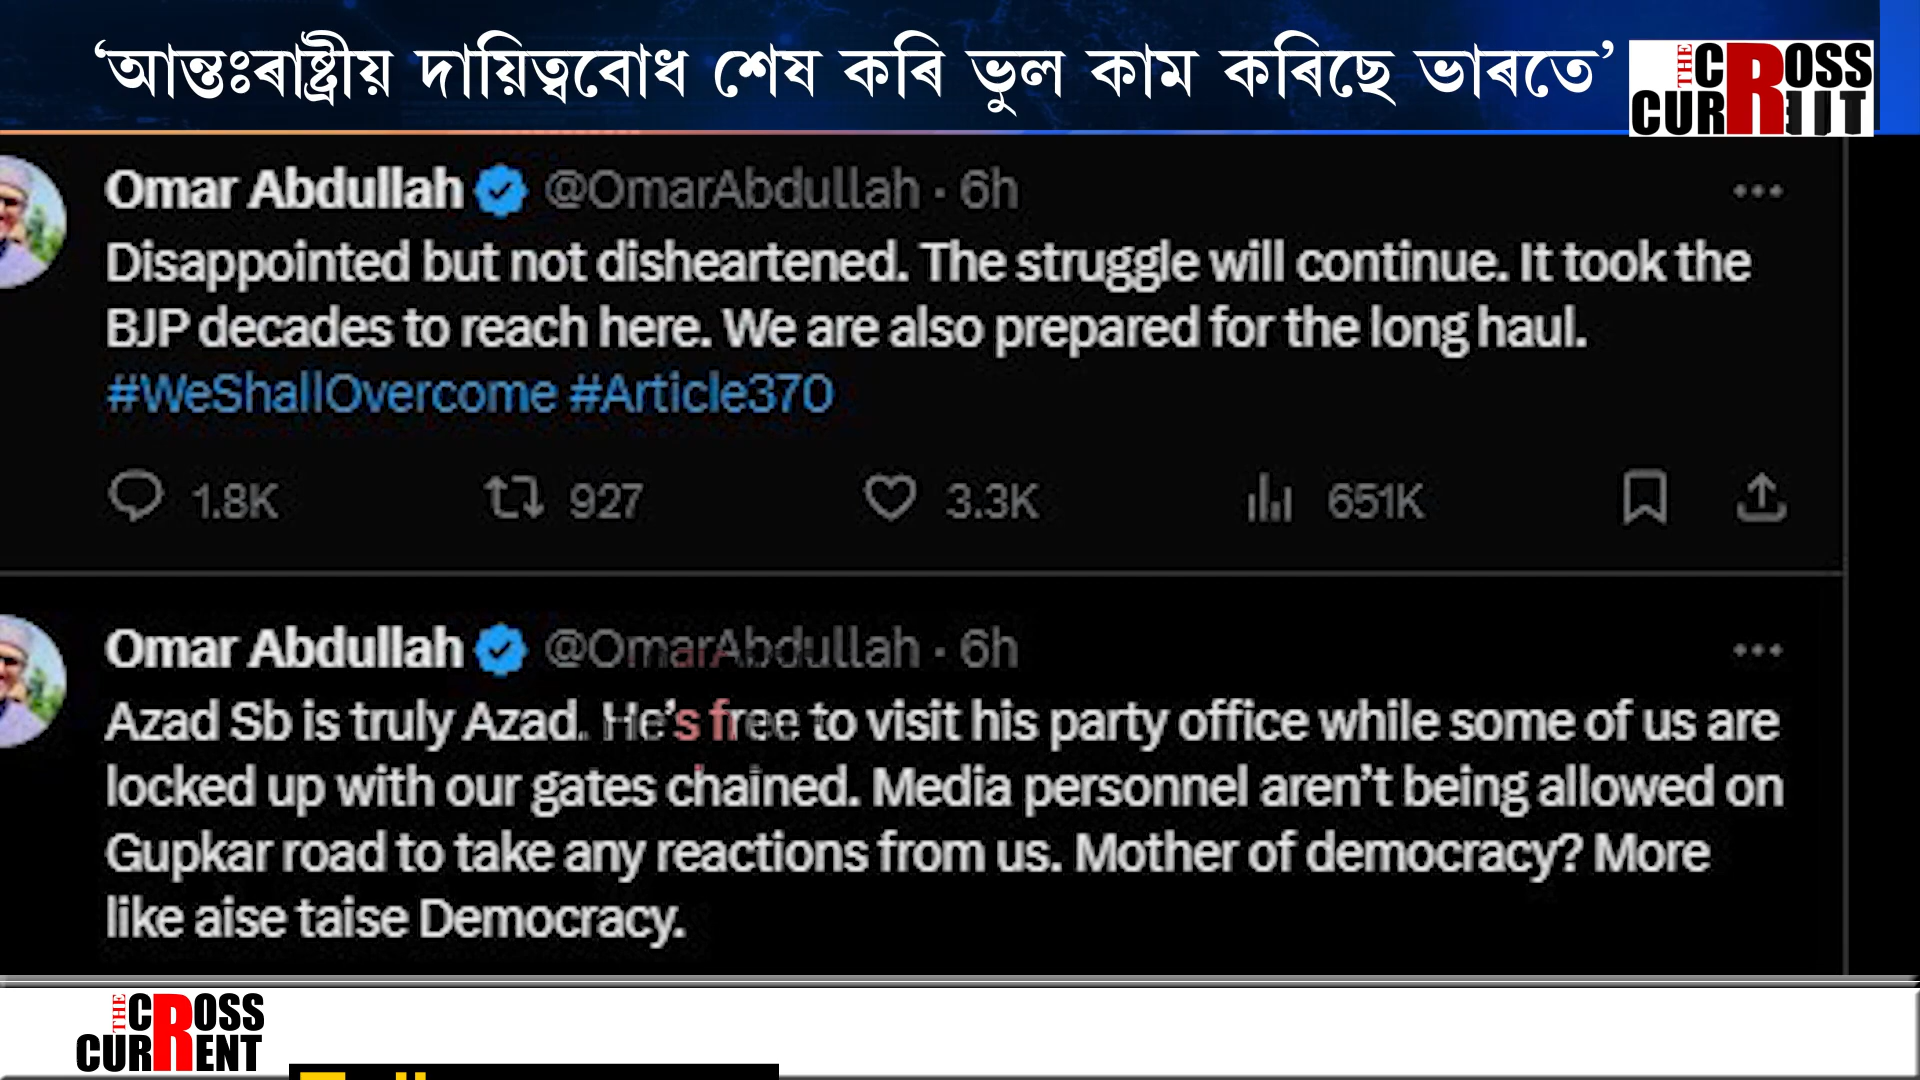 ‘আন্তঃৰাষ্ট্ৰীয় দায়িত্ববোধ শেষ কৰি ভুল কাম কৰিছে ভাৰতে’
THE CROSS CURRENT
Omar Abdullah @OmarAbdullah · 6h
Disappointed but not disheartened. The struggle will continue. It took the
BJP decades to reach here. We are also prepared for the long haul.
#WeShallOvercome #Article370
1.8K 927 3.3K 651K
Omar Abdullah @OmarAbdullah · 6h
Azad Sb is truly Azad. He’s free to visit his party office while some of us are
locked up with our gates chained. Media personnel aren’t being allowed on
Gupkar road to take any reactions from us. Mother of democracy? More
like aise taise Democracy.
THE CROSS CURRENT